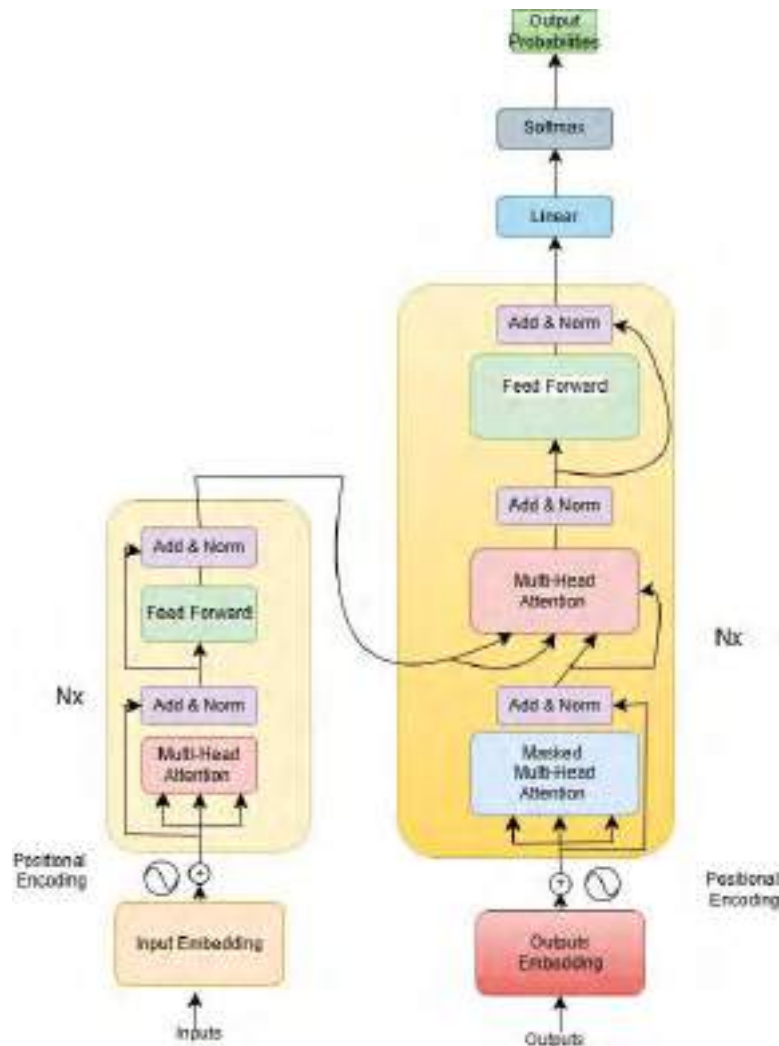 Output
Probabilities
Softmax
Linear
Add & Norm
Feed Forward
Add & Norm
Multi-Head
Attention
Nx
Add & Norm
Masked
Multi-Head
Attention
Positional
Encoding
Outputs
Embedding
Outputs
Add & Norm
Feed Forward
Nx
Add & Norm
Multi-Head
Attention
Positional
Encoding
Input Embedding
Inputs